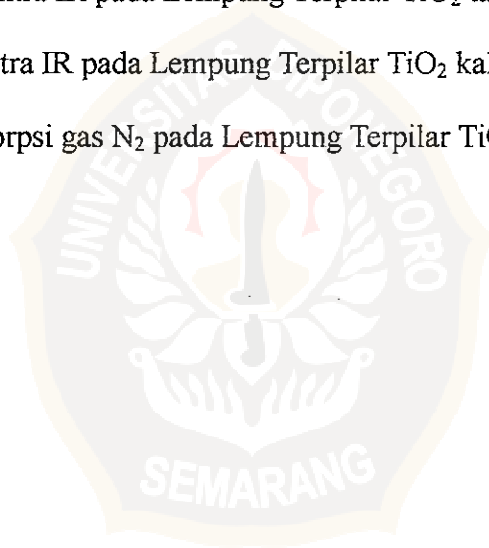 pada Lempung Terpilar TiO₂
tra IR pada Lempung Terpilar TiO₂ kal
orpsi gas N₂ pada Lempung Terpilar Ti
UNIVERSITAS DIPONEGORO
SEMARANG